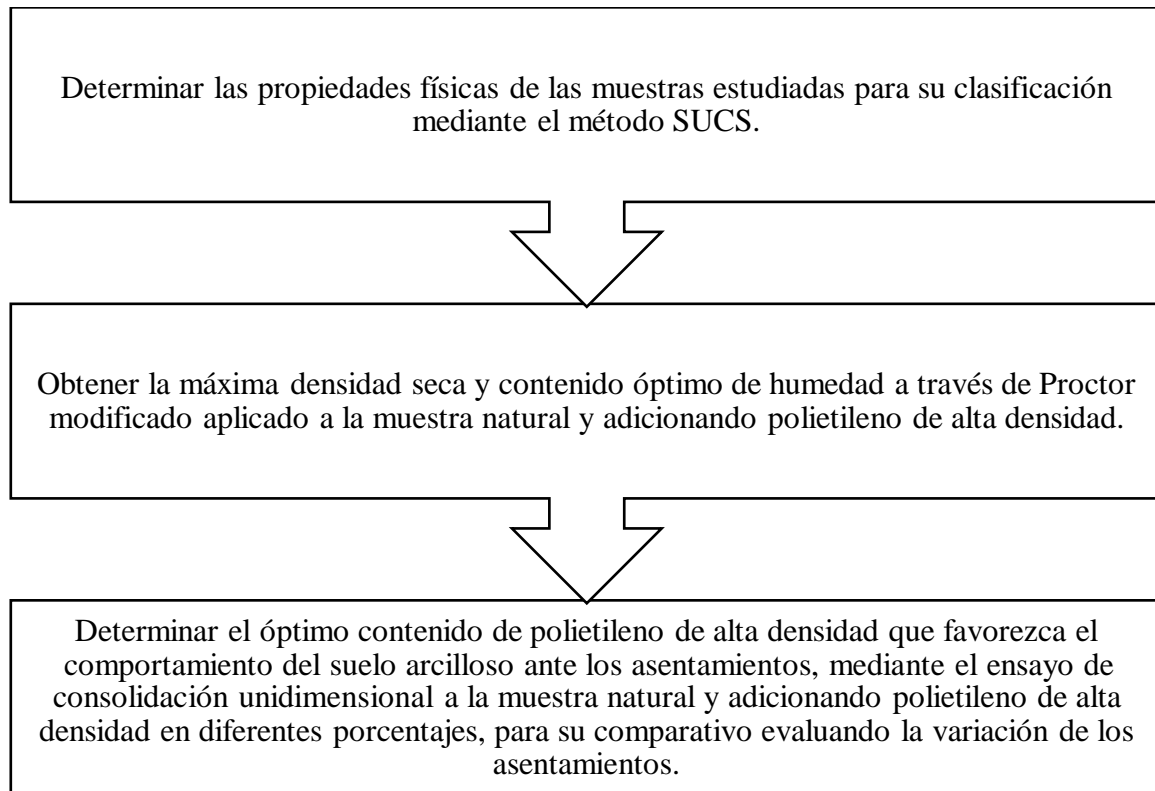 Determinar las propiedades físicas de las muestras estudiadas para su clasificación
mediante el método SUCS.
Obtener la máxima densidad seca y contenido óptimo de humedad a través de Proctor
modificado aplicado a la muestra natural y adicionando polietileno de alta densidad.
Determinar el óptimo contenido de polietileno de alta densidad que favorezca el
comportamiento del suelo arcilloso ante los asentamientos, mediante el ensayo de
consolidación unidimensional a la muestra natural y adicionando polietileno de alta
densidad en diferentes porcentajes, para su comparativo evaluando la variación de los
asentamientos.